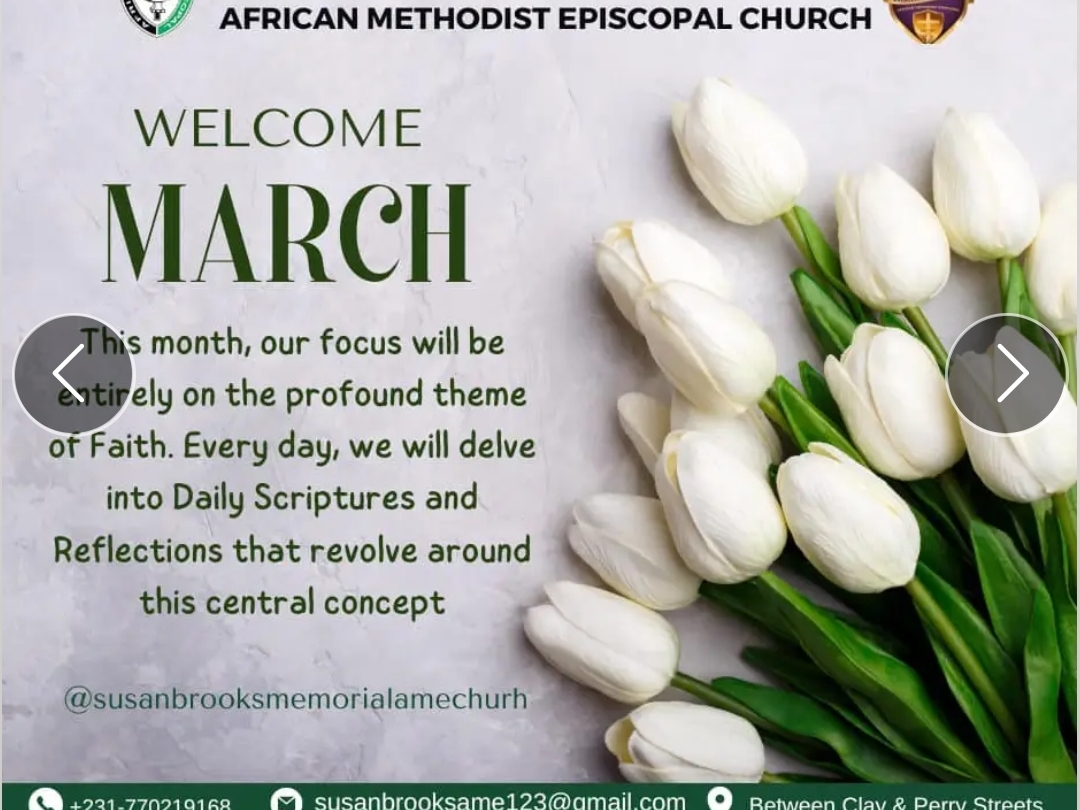 AFRICAN METHODIST EPISCOPAL CHURCH
WELCOME
MARCH
This month, our focus will be
entirely on the profound theme
of Faith. Every day, we will delve
into Daily Scriptures and
Reflections that revolve around
this central concept
@susanbrooksmemorialamechurh
+231-770219168
susanbrooksame123@gmail.com
Between Clay & Perry Streets